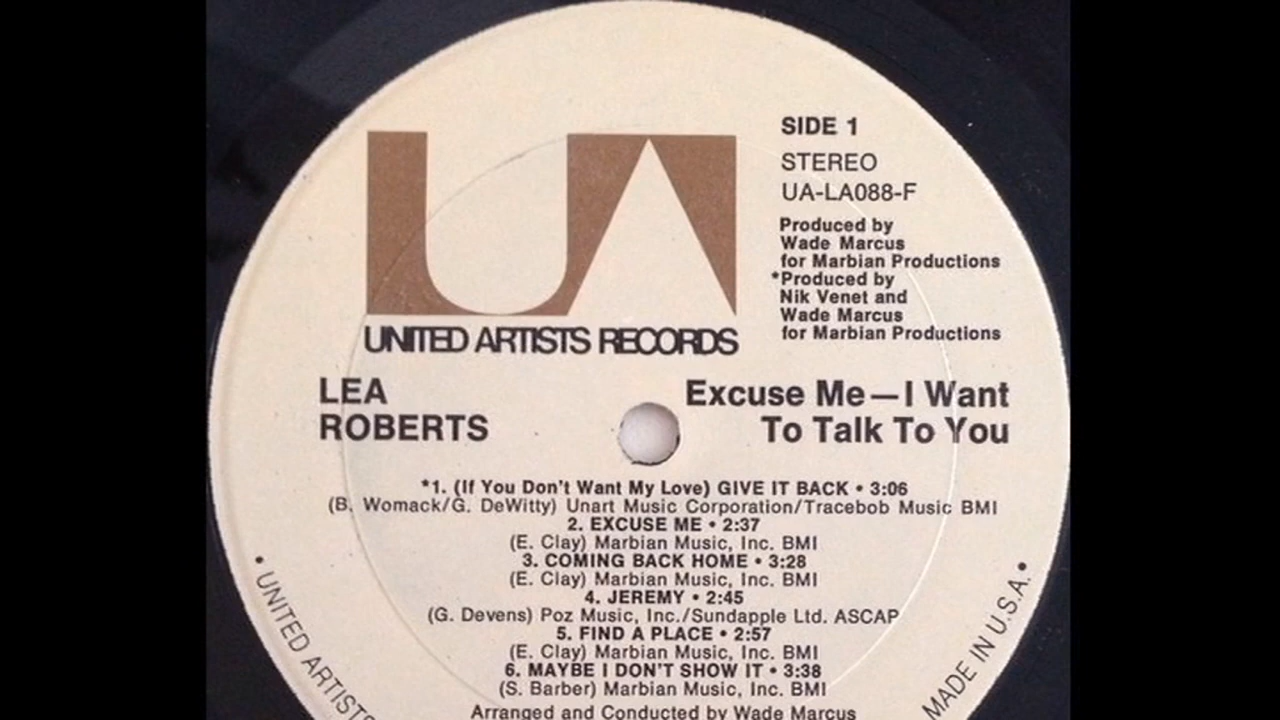 UA
UNITED ARTISTS RECORDS
SIDE 1
STEREO
UA-LA088-F
Produced by
Wade Marcus
for Marbian Productions
*Produced by
Nik Venet and
Wade Marcus
for Marbian Productions
LEA
ROBERTS
Excuse Me—I Want
To Talk To You
*1. (If You Don't Want My Love) GIVE IT BACK • 3:06
(B. Womack/G. DeWitty) Unart Music Corporation/Tracebob Music BMI
2. EXCUSE ME • 2:37
(E. Clay) Marbian Music, Inc. BMI
3. COMING BACK HOME • 3:28
(E. Clay) Marbian Music, Inc. BMI
4. JEREMY • 2:45
(G. Devens) Poz Music, Inc./Sundapple Ltd. ASCAP
5. FIND A PLACE • 2:57
(E. Clay) Marbian Music, Inc. BMI
6. MAYBE I DON'T SHOW IT • 3:38
(S. Barber) Marbian Music, Inc. BMI
Arranged and Conducted by Wade Marcus
• UNITED ARTISTS
MADE IN U.S.A. •